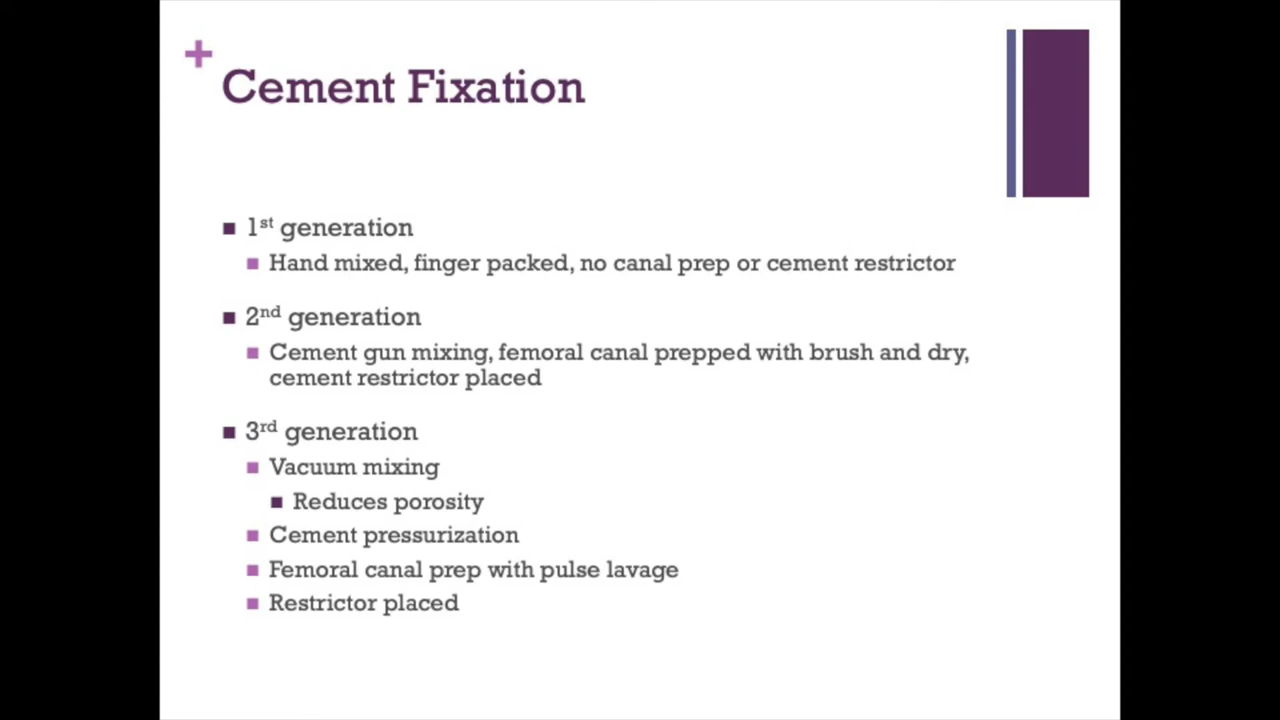 +
Cement Fixation
■ 1st generation
■ Hand mixed, finger packed, no canal prep or cement restrictor
■ 2nd generation
■ Cement gun mixing, femoral canal prepped with brush and dry,
cement restrictor placed
■ 3rd generation
■ Vacuum mixing
■ Reduces porosity
■ Cement pressurization
■ Femoral canal prep with pulse lavage
■ Restrictor placed